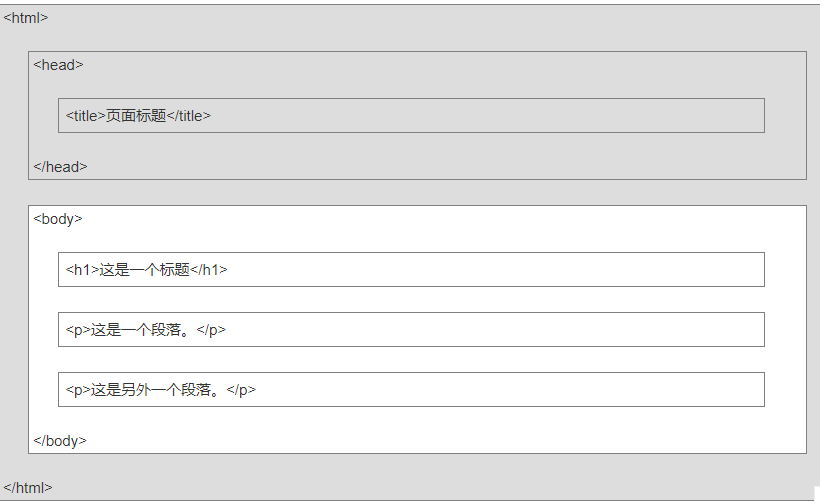 <html>
<head>
<title>页面标题</title>
</head>
<body>
<h1>这是一个标题</h1>
<p>这是一个段落。</p>
<p>这是另外一个段落。</p>
</body>
</html>